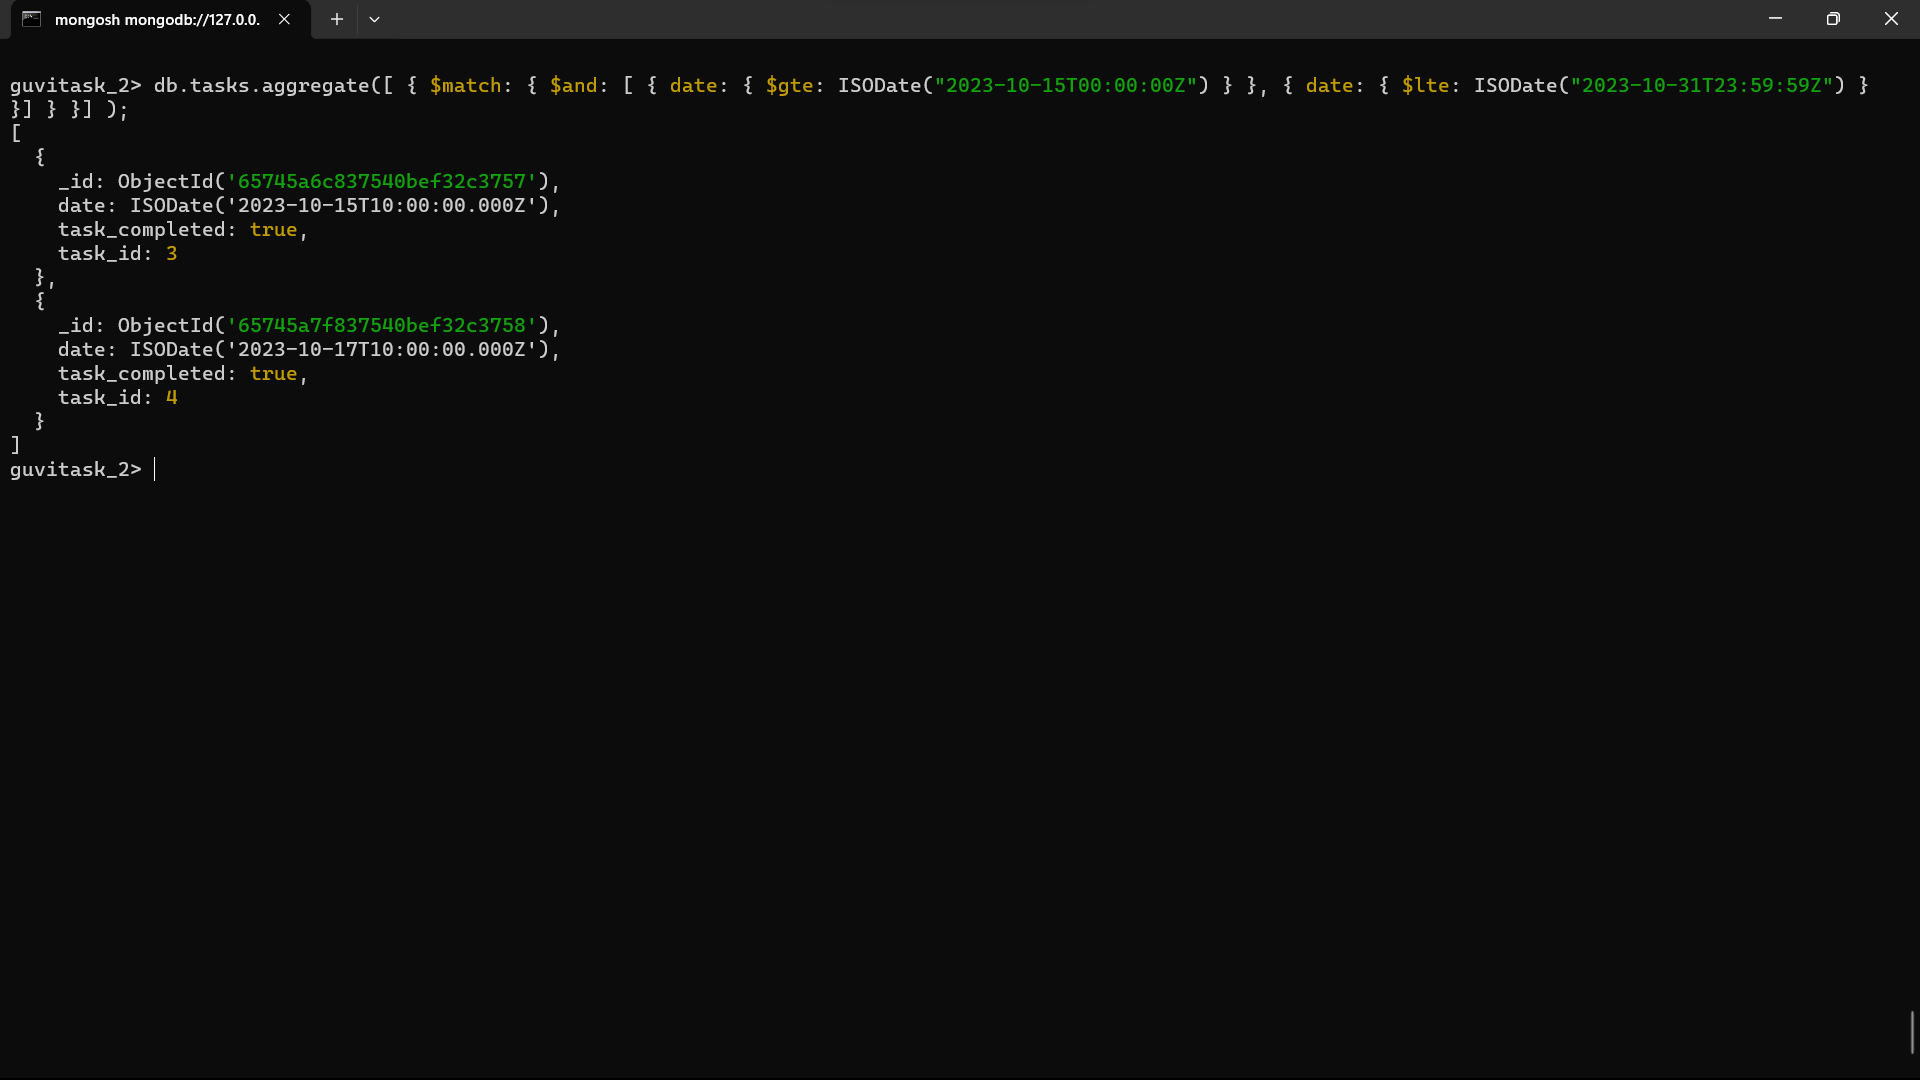 mongosh mongodb://127.0.0.
guvitask_2> db.tasks.aggregate([ { $match: { $and: [ { date: { $gte: ISODate("2023-10-15T00:00:00Z") } }, { date: { $lte: ISODate("2023-10-31T23:59:59Z") }
}] } }] );
[
  {
    _id: ObjectId('65745a6c837540bef32c3757'),
    date: ISODate('2023-10-15T10:00:00.000Z'),
    task_completed: true,
    task_id: 3
  },
  {
    _id: ObjectId('65745a7f837540bef32c3758'),
    date: ISODate('2023-10-17T10:00:00.000Z'),
    task_completed: true,
    task_id: 4
  }
]
guvitask_2>